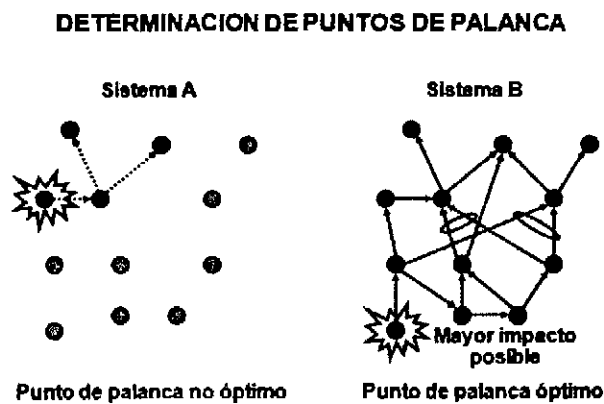 DETERMINACION DE PUNTOS DE PALANCA
Sistema A
Sistema B
Mayor impacto
posible
Punto de palanca no óptimo
Punto de palanca óptimo